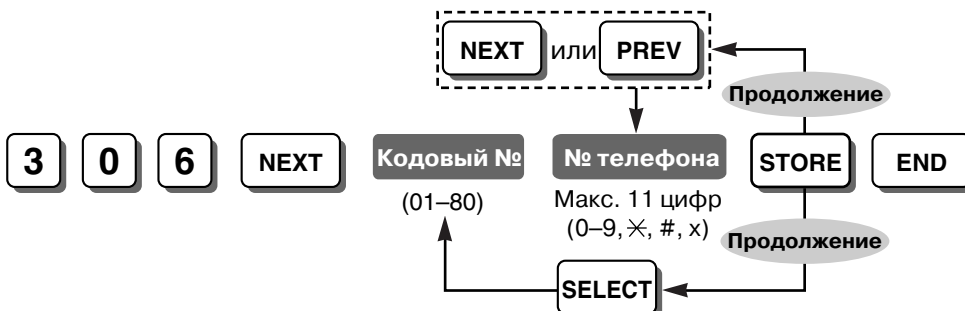 NEXT или PREV
Продолжение
3 0 6 NEXT Кодовый № № телефона STORE END
(01–80) Макс. 11 цифр
(0–9, ✳, #, x)
Продолжение
SELECT